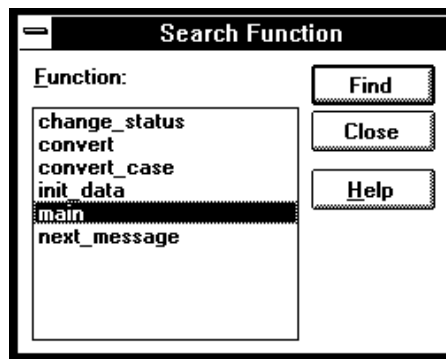 Search Function
Function:
change_status
convert
convert_case
init_data
main
next_message
Find
Close
Help